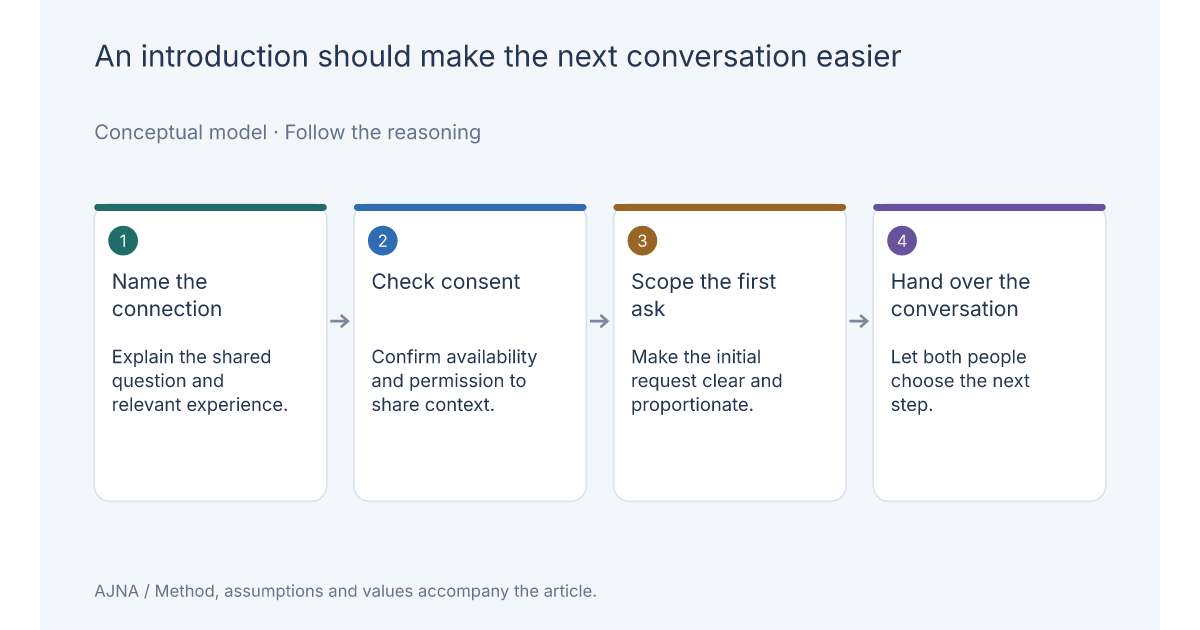 An introduction should make the next conversation easier
Conceptual model · Follow the reasoning
1
Name the
connection
Explain the shared
question and
relevant experience.
2
Check consent
Confirm availability
and permission to
share context.
3
Scope the first
ask
Make the initial
request clear and
proportionate.
4
Hand over the
conversation
Let both people
choose the next
step.
AJNA / Method, assumptions and values accompany the article.